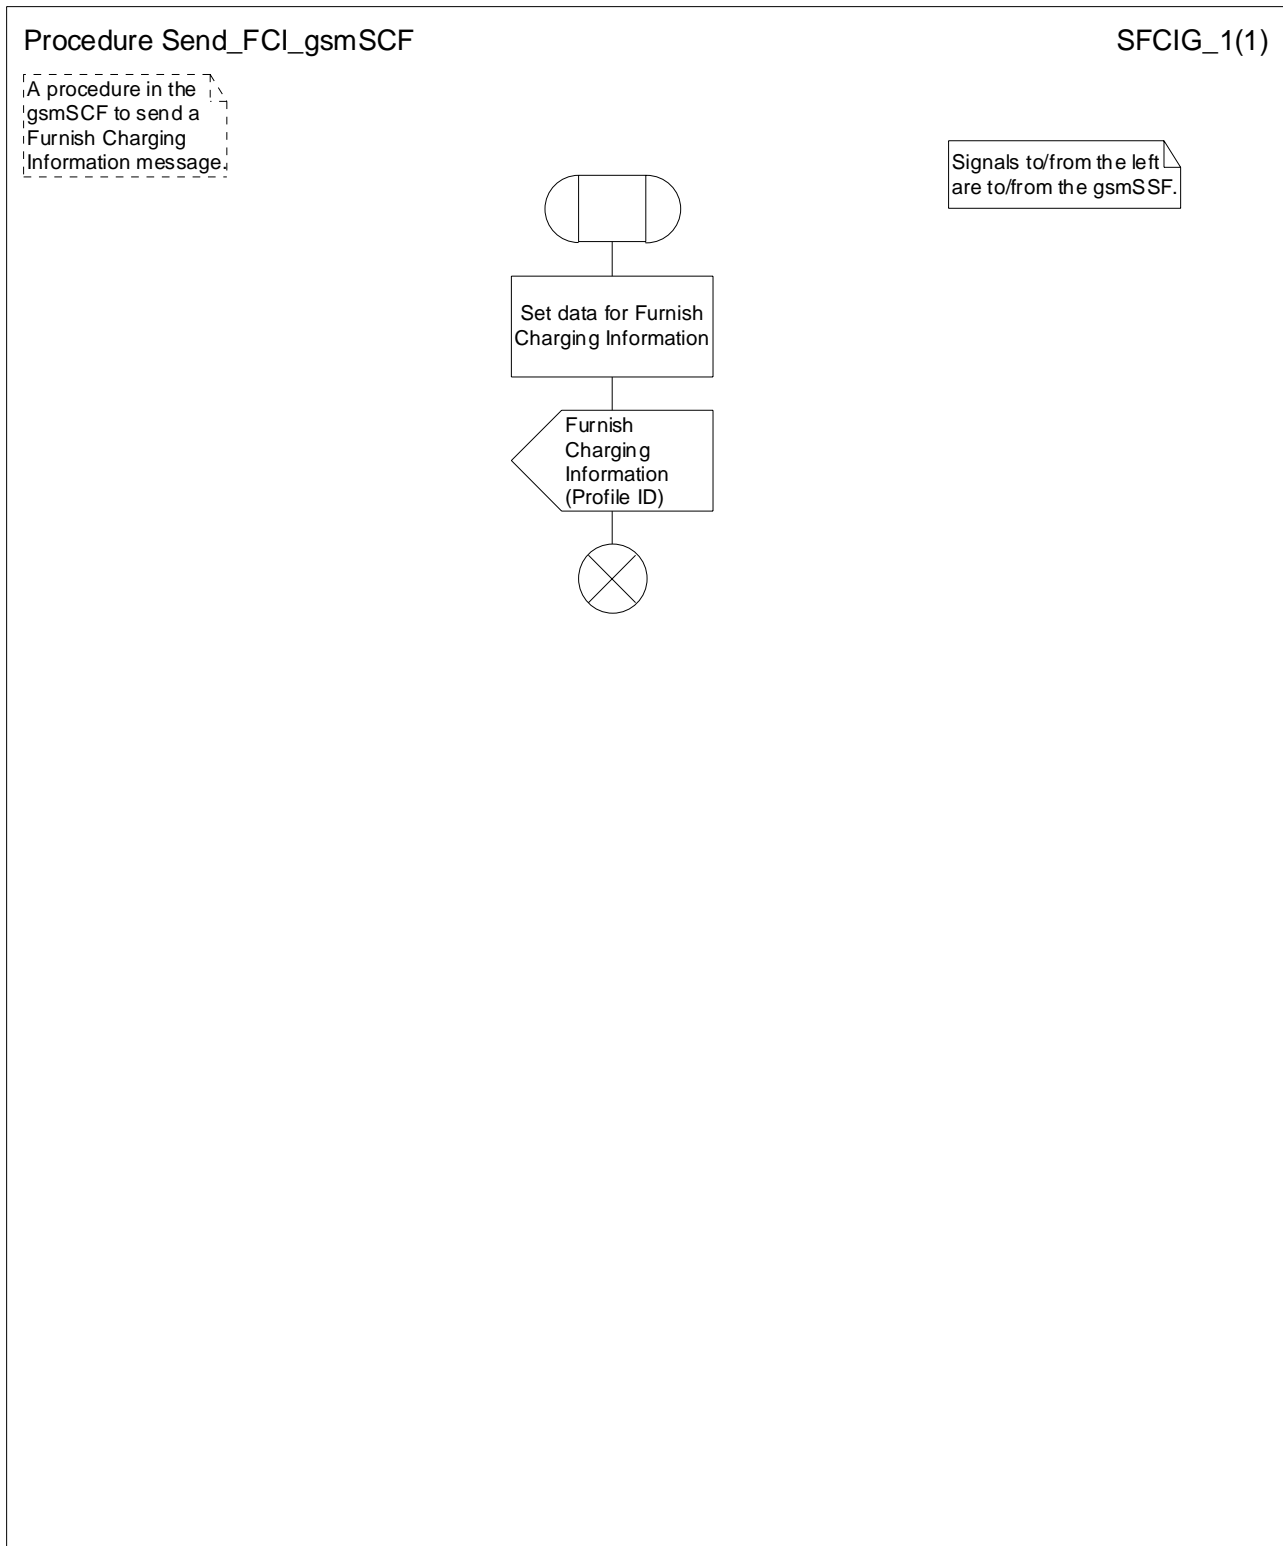 Procedure Send_FCI_gsmSCF
SFCIG_1(1)
A procedure in the
gsmSCF to send a
Furnish Charging
Information message.
Signals to/from the left
are to/from the gsmSSF.
Set data for Furnish
Charging Information
Furnish
Charging
Information
(Profile ID)